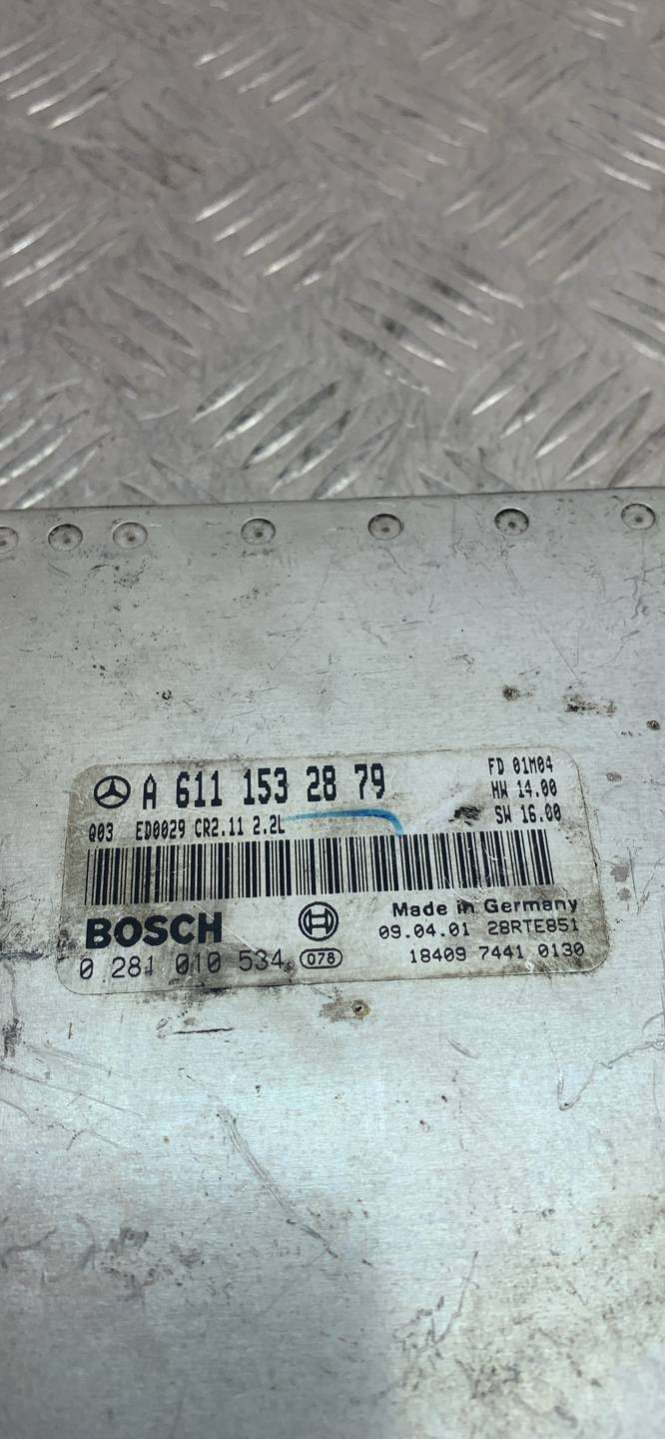 A 611 153 28 79
FD 01M04
HW 14.00
SW 16.00
Q03 ED0029 CR2.11 2.2L
BOSCH
Made in Germany
09.04.01 28RTE851
0 281 010 534 078
18409 7441 0130